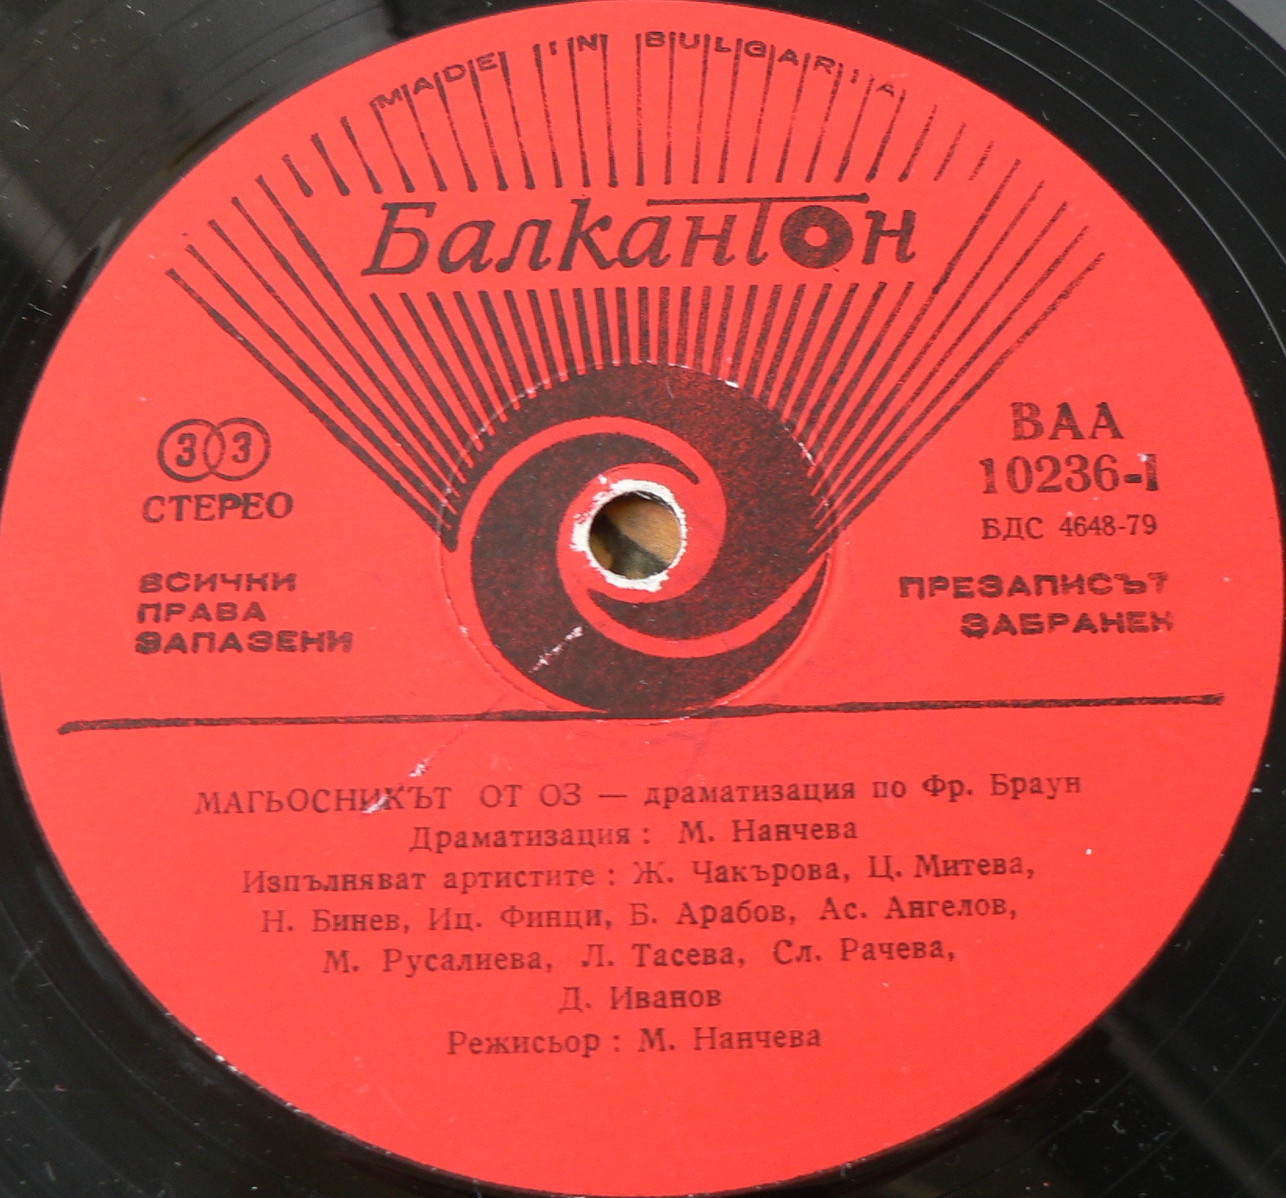 MADE IN BULGARIA
Балкантон
33
СТЕРЕО
ВСИЧКИ
ПРАВА
ЗАПАЗЕНИ
ВАА
10236-I
БДС 4648-79
ПРЕЗАПИСЪТ
ЗАБРАНЕН
МАГЬОСНИКЪТ ОТ ОЗ — драматизация по Фр. Браун
Драматизация: М. Нанчева
Изпълняват артистите: Ж. Чакърова, Ц. Митева,
Н. Бинев, Иц. Финци, Б. Арабов, Ас. Ангелов,
М. Русалиева, Л. Тасева, Сл. Рачева,
Д. Иванов
Режисьор: М. Нанчева